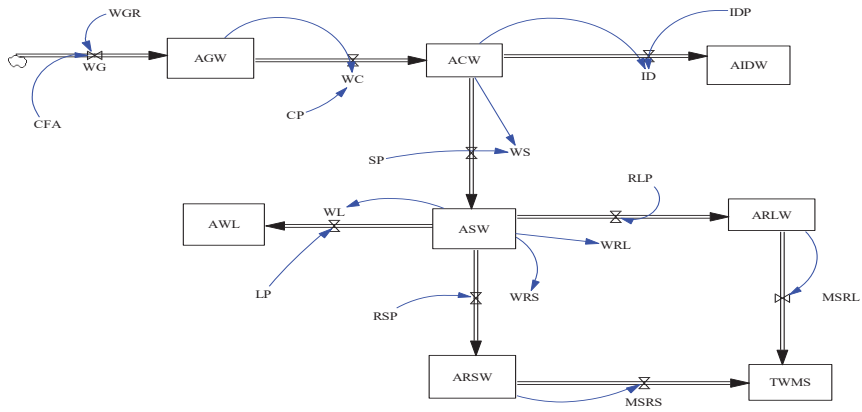 WGR
IDP
AGW
ACW
AIDW
WG
WC
ID
CP
CFA
SP
WS
RLP
WL
AWL
ASW
ARLW
WRL
LP
WRS
RSP
MSRL
ARSW
TWMS
MSRS